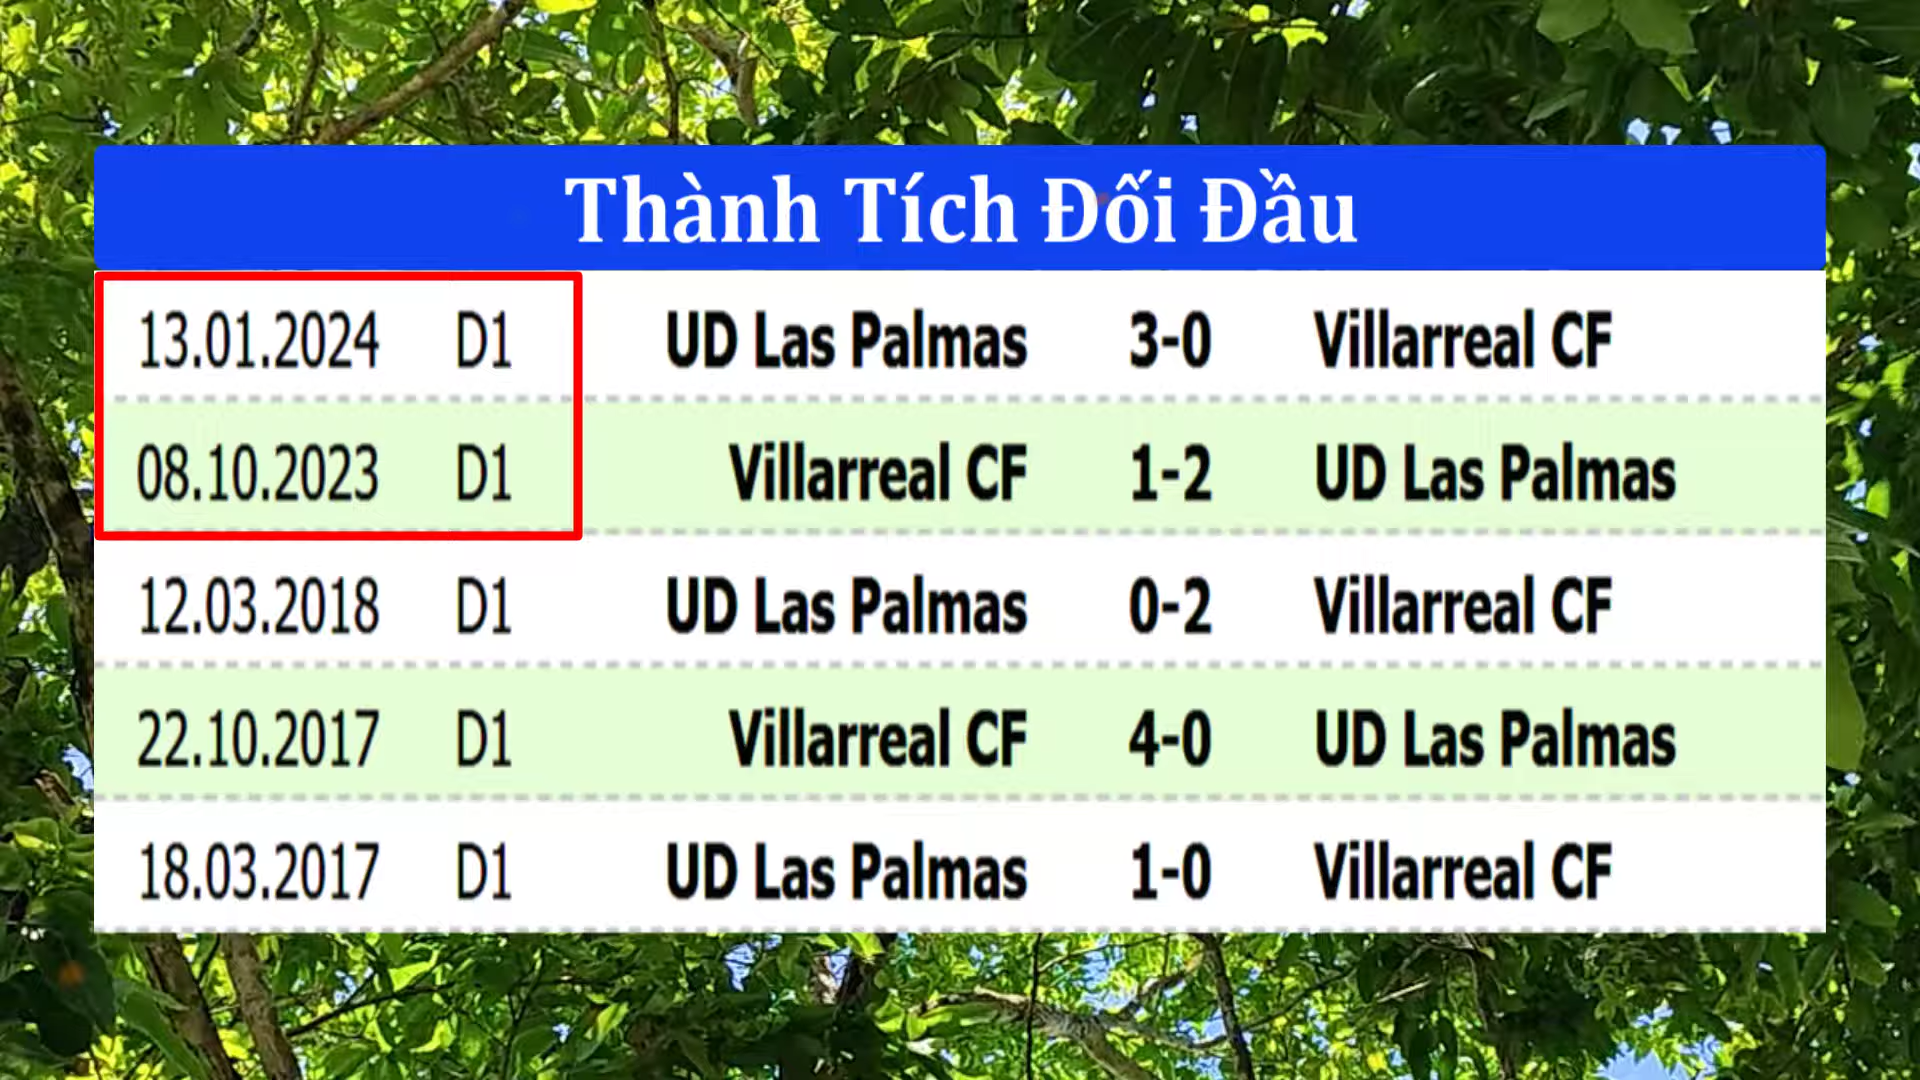 Thành Tích Đối Đầu
13.01.2024 D1 UD Las Palmas 3-0 Villarreal CF
08.10.2023 D1 Villarreal CF 1-2 UD Las Palmas
12.03.2018 D1 UD Las Palmas 0-2 Villarreal CF
22.10.2017 D1 Villarreal CF 4-0 UD Las Palmas
18.03.2017 D1 UD Las Palmas 1-0 Villarreal CF